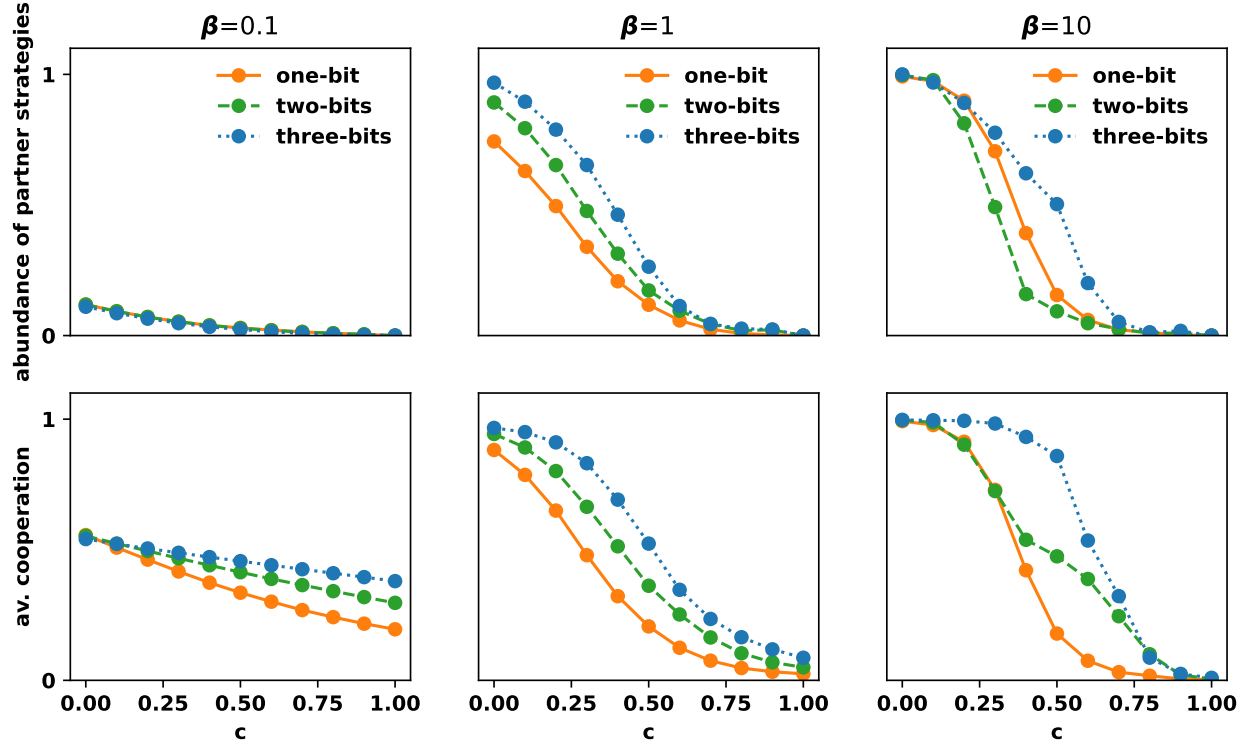 β=0.1
β=1
β=10
abundance of partner strategies
1
0
one-bit
two-bits
three-bits
one-bit
two-bits
three-bits
one-bit
two-bits
three-bits
av. cooperation
1
0
0.00 0.25 0.50 0.75 1.00
0.00 0.25 0.50 0.75 1.00
0.00 0.25 0.50 0.75 1.00
c
c
c